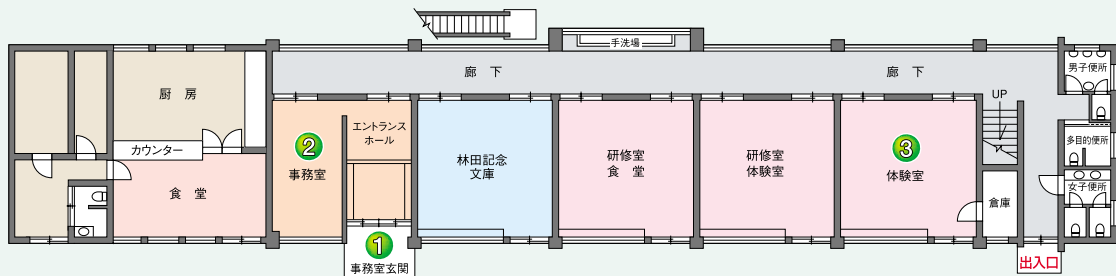 手洗場
廊下
廊下
男子便所
厨房
UP
エントランス
ホール
カウンター
多目的便所
2
事務室
林田記念
文庫
研修室
食堂
研修室
体験室
3
体験室
食堂
女子便所
倉庫
1
事務室玄関
出入口